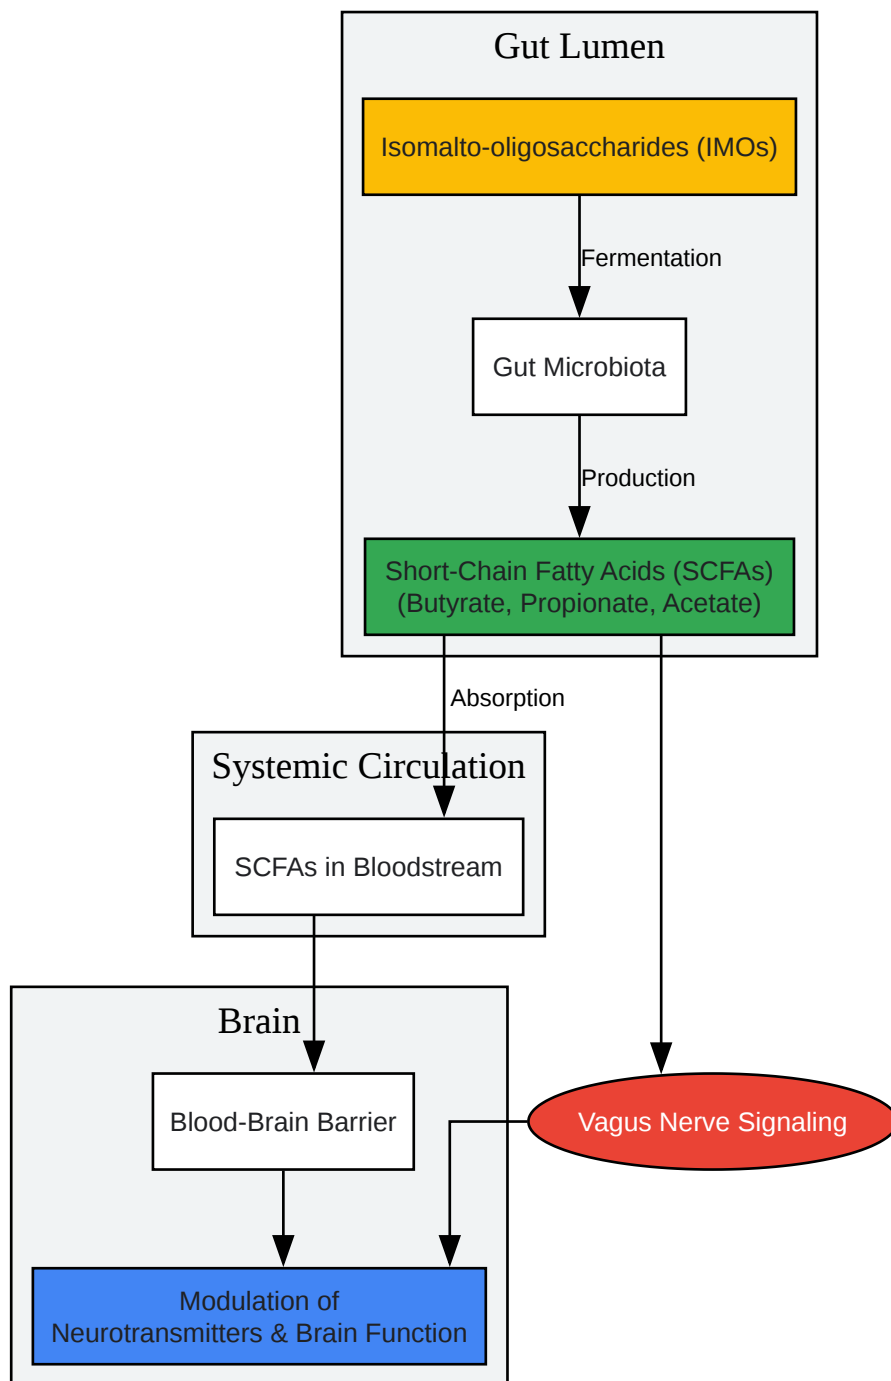 Gut Lumen
Isomalto-oligosaccharides (IMOs)
Fermentation
Gut Microbiota
Production
Short-Chain Fatty Acids (SCFAs)
(Butyrate, Propionate, Acetate)
Absorption
Systemic Circulation
SCFAs in Bloodstream
Brain
Blood-Brain Barrier
Vagus Nerve Signaling
Modulation of
Neurotransmitters & Brain Function